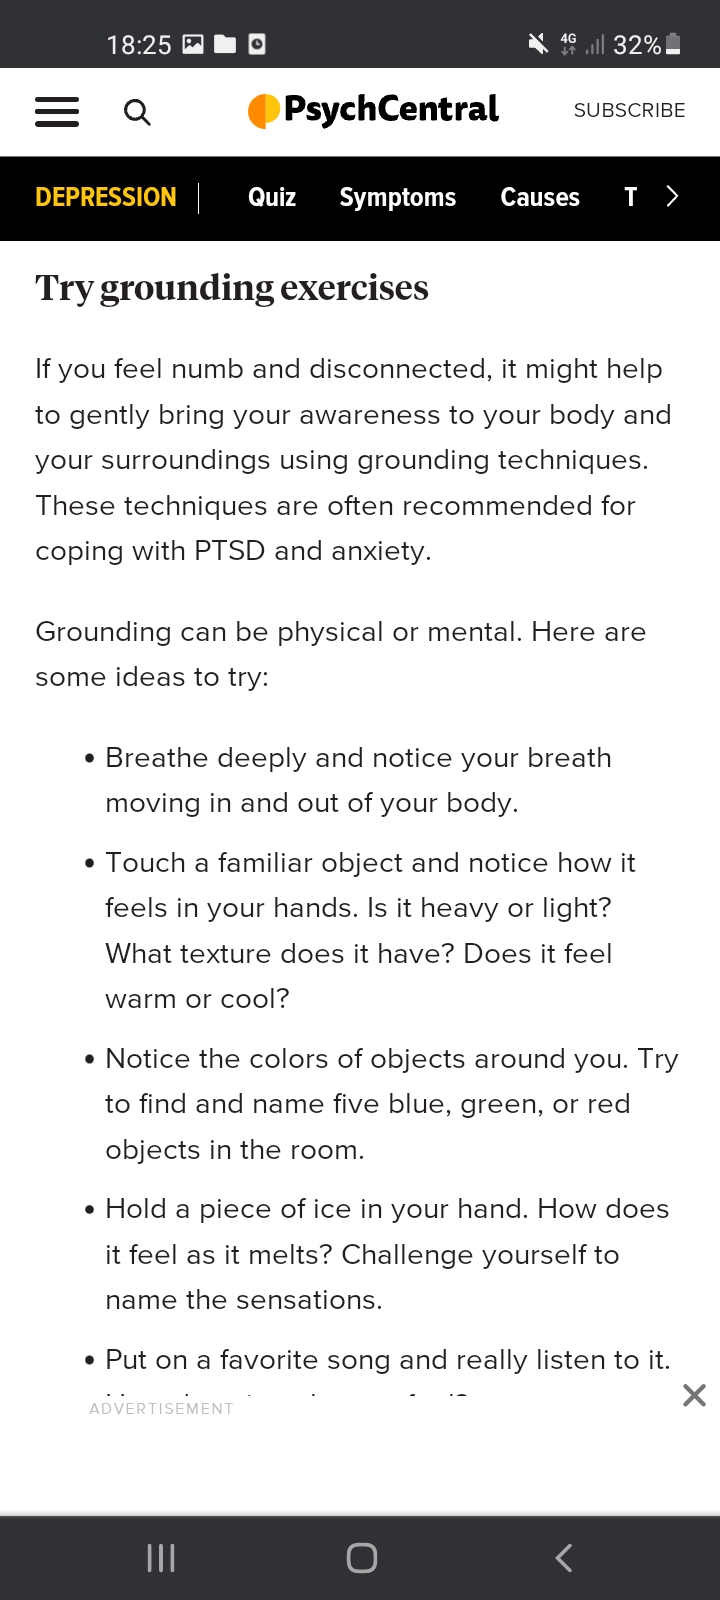 18:25
4G
32%
PsychCentral
SUBSCRIBE
DEPRESSION
Quiz Symptoms Causes T
Try grounding exercises
If you feel numb and disconnected, it might help
to gently bring your awareness to your body and
your surroundings using grounding techniques.
These techniques are often recommended for
coping with PTSD and anxiety.
Grounding can be physical or mental. Here are
some ideas to try:
• Breathe deeply and notice your breath
moving in and out of your body.
• Touch a familiar object and notice how it
feels in your hands. Is it heavy or light?
What texture does it have? Does it feel
warm or cool?
• Notice the colors of objects around you. Try
to find and name five blue, green, or red
objects in the room.
• Hold a piece of ice in your hand. How does
it feel as it melts? Challenge yourself to
name the sensations.
• Put on a favorite song and really listen to it.
ADVERTISEMENT